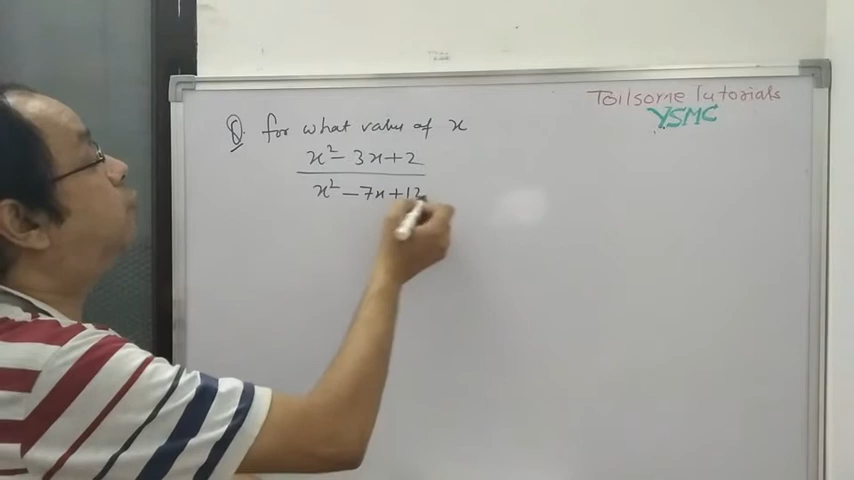 Toilsome Tutorials
YSMC
Q. for what value of x
x² - 3x + 2
x² - 7x + 12